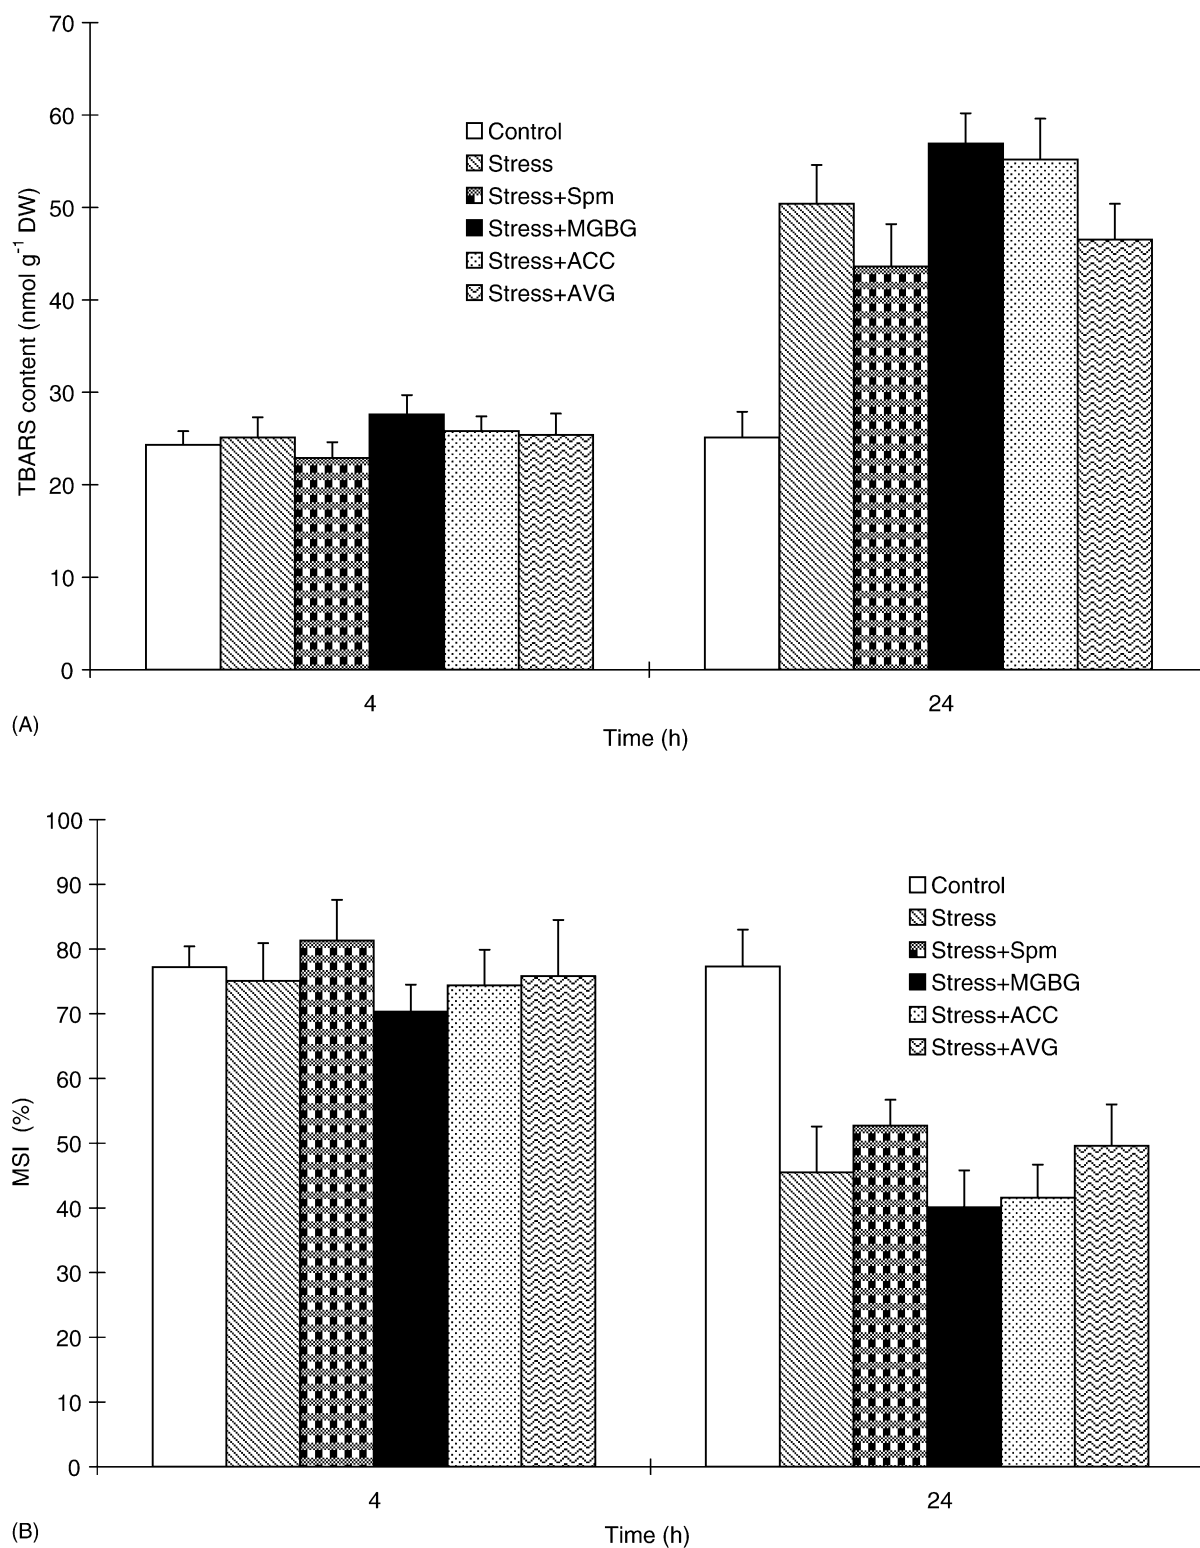 70
60
50
40
30
20
10
0
TBARS content (nmol g⁻¹ DW)
Control
Stress
Stress+Spm
Stress+MGBG
Stress+ACC
Stress+AVG
4
24
Time (h)
(A)
100
90
80
70
60
50
40
30
20
10
0
MSI (%)
Control
Stress
Stress+Spm
Stress+MGBG
Stress+ACC
Stress+AVG
4
24
Time (h)
(B)